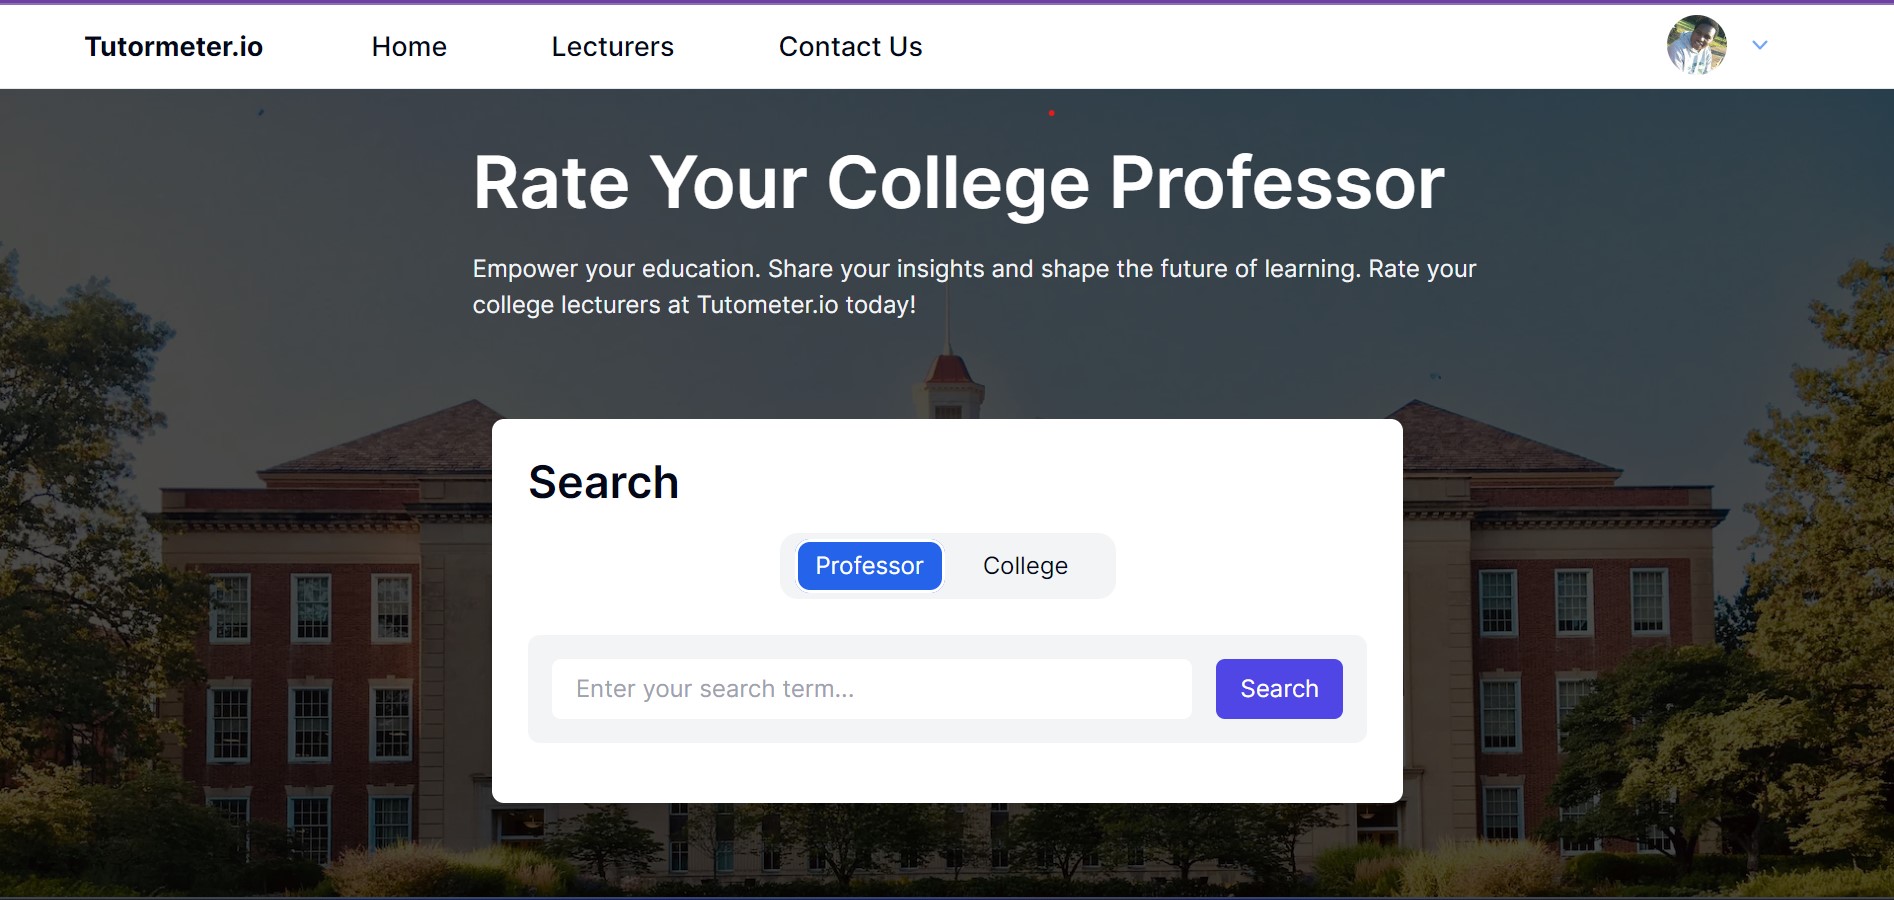 Tutormeter.io Home Lecturers Contact Us
Rate Your College Professor
Empower your education. Share your insights and shape the future of learning. Rate your
college lecturers at Tutometer.io today!
Search
Professor College
Enter your search term... Search